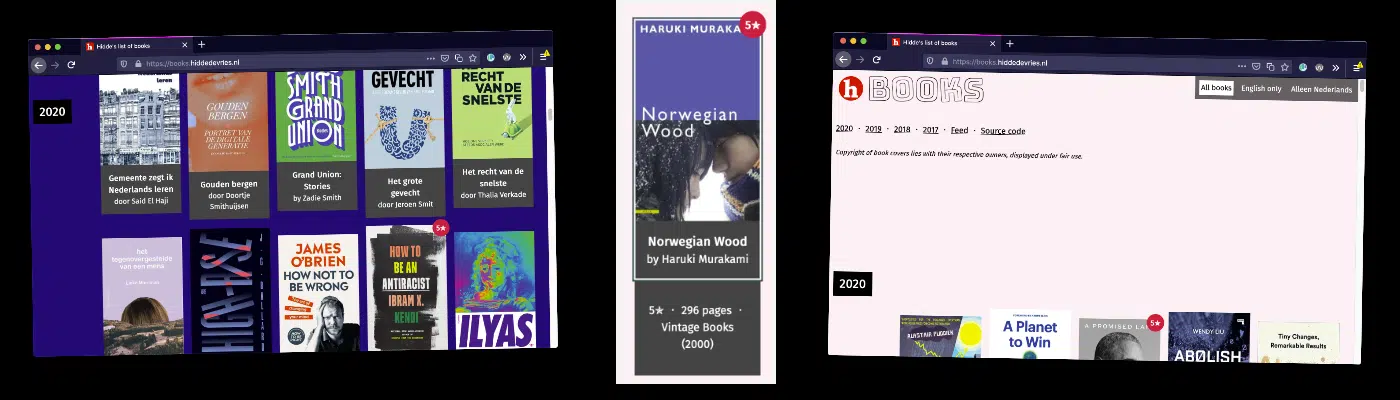 Hidde's list of books
https://books.hiddedevries.nl
2020
leren
Gemeente zegt ik
Nederlands leren
door Said El Haji
GOUDEN
BERGEN
PORTRET VAN
DE DIGITALE
GENERATIE
Gouden bergen
door Doortje
Smithuijsen
SMITH
GRAND
UNION
Grand Union:
Stories
by Zadie Smith
GEVECHT
Het grote
gevecht
door Jeroen Smit
RECHT
VAN DE
SNELSTE
Het recht van de
snelste
door Thalia Verkade
het
tegenovergestelde
van een mens
HIGH-RISE
JAMES
O'BRIEN
HOW NOT TO
BE WRONG
5★
HOW TO
BE AN
ANTIRACIST
IBRAM X.
KENDI
ILYAS
HARUKI MURAKA
5★
Norwegian
Wood
Norwegian Wood
by Haruki Murakami
5★ · 296 pages ·
Vintage Books
(2000)
Hidde's list of books
https://books.hiddedevries.nl
h BOOKS
All books English only Alleen Nederlands
2020 · 2019 · 2018 · 2017 · Feed · Source code
Copyright of book covers lies with their respective owners, displayed under fair use.
2020
A Planet
to Win
A PROMISED LA
5★
WENDY LIU
ABOLISH
Tiny Changes,
Remarkable Results